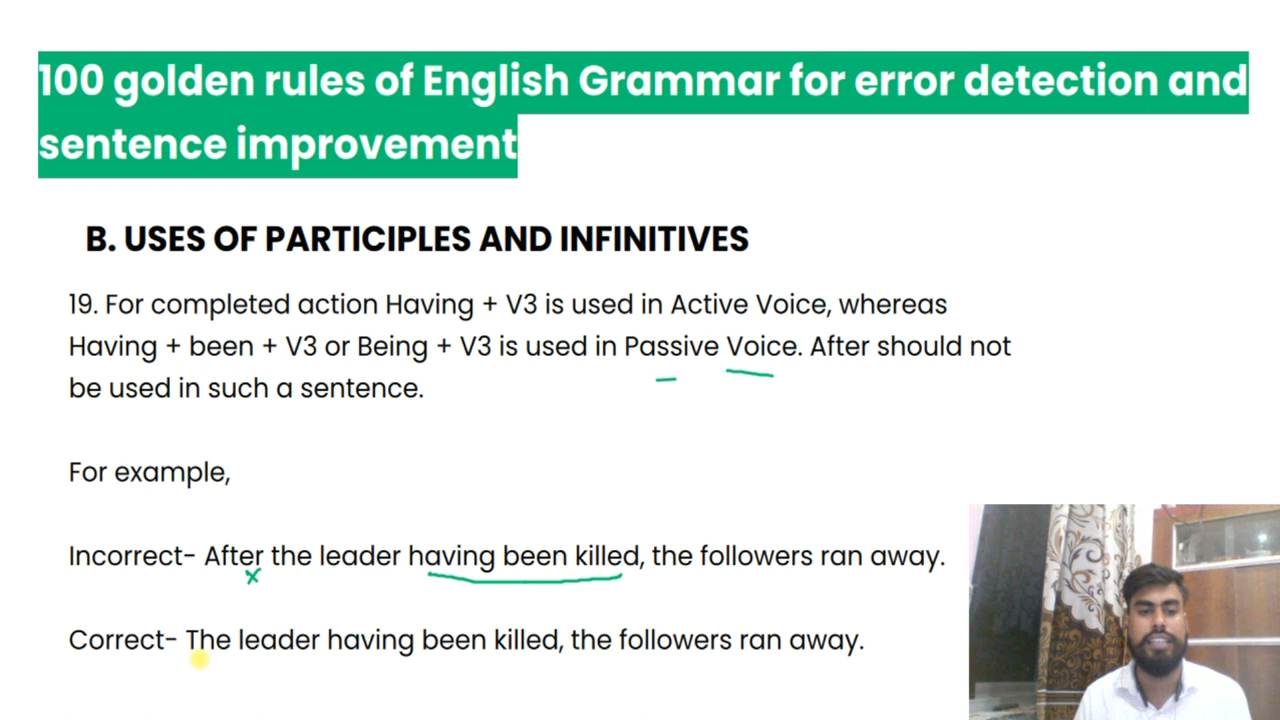 100 golden rules of English Grammar for error detection and
sentence improvement
B. USES OF PARTICIPLES AND INFINITIVES
19. For completed action Having + V3 is used in Active Voice, whereas
Having + been + V3 or Being + V3 is used in Passive Voice. After should not
be used in such a sentence.
For example,
Incorrect- After the leader having been killed, the followers ran away.
Correct- The leader having been killed, the followers ran away.